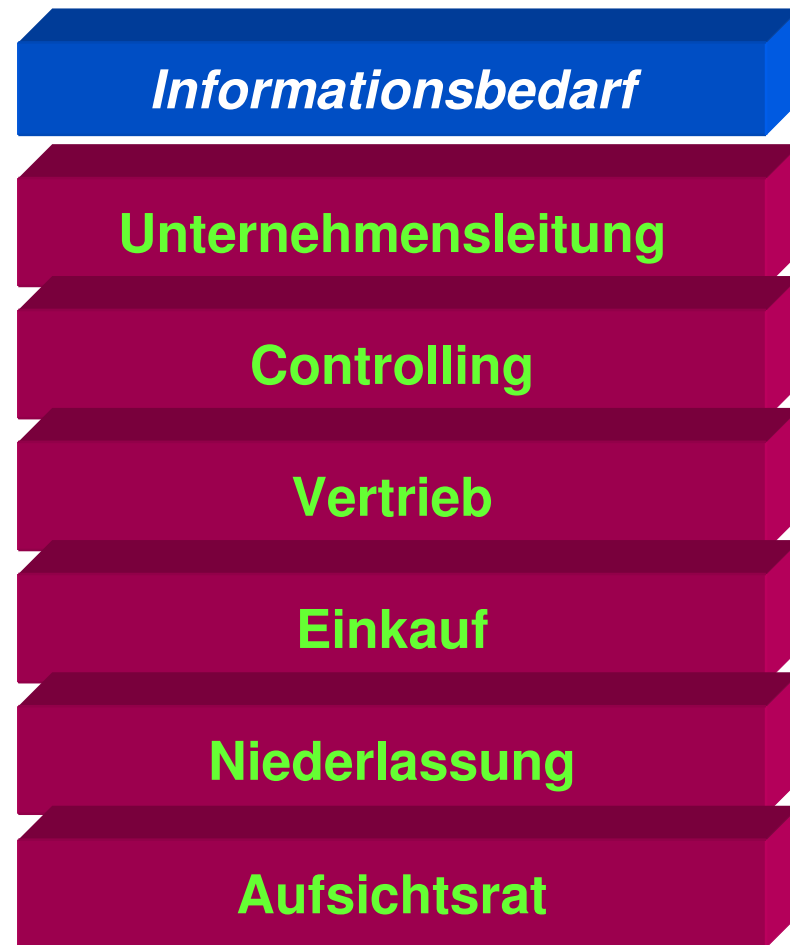 Informationsbedarf
Unternehmensleitung
Controlling
Vertrieb
Einkauf
Niederlassung
Aufsichtsrat